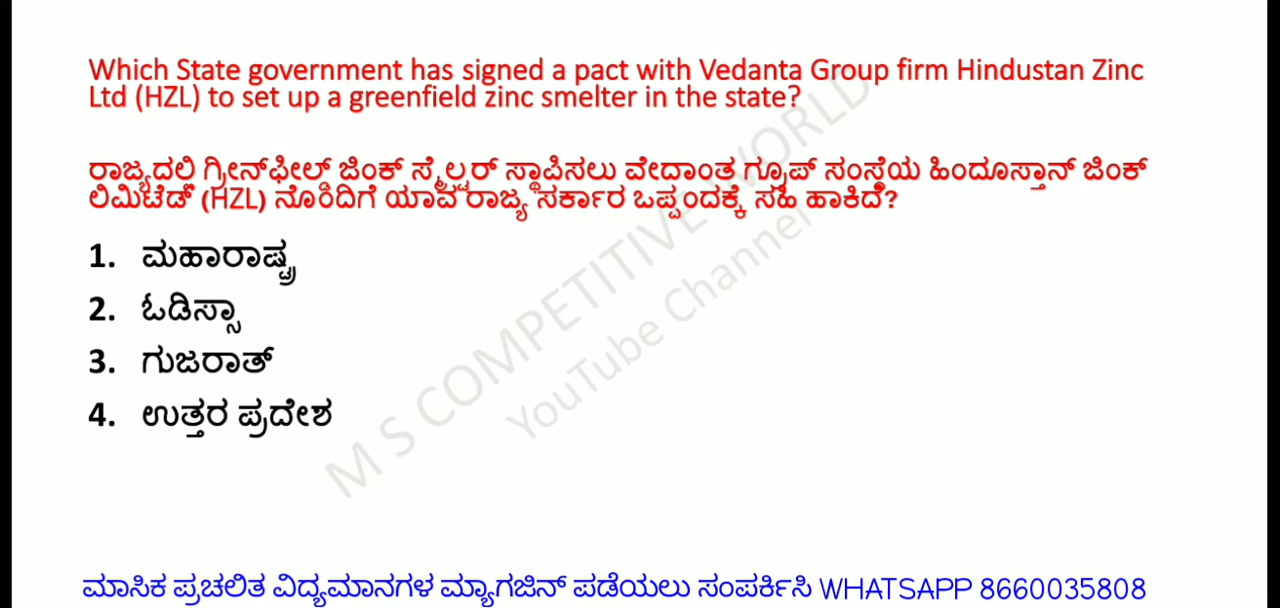 Which State government has signed a pact with Vedanta Group firm Hindustan Zinc
Ltd (HZL) to set up a greenfield zinc smelter in the state?
ರಾಜ್ಯದಲ್ಲಿ ಗ್ರೀನ್‌ಫೀಲ್ಡ್ ಜಿಂಕ್ ಸ್ಮೆಲ್ಟರ್ ಸ್ಥಾಪಿಸಲು ವೇದಾಂತ ಗ್ರೂಪ್ ಸಂಸ್ಥೆಯ ಹಿಂದೂಸ್ತಾನ್ ಜಿಂಕ್
ಲಿಮಿಟೆಡ್ (HZL) ನೊಂದಿಗೆ ಯಾವ ರಾಜ್ಯ ಸರ್ಕಾರ ಒಪ್ಪಂದಕ್ಕೆ ಸಹಿ ಹಾಕಿದೆ?
1. ಮಹಾರಾಷ್ಟ್ರ
2. ಓಡಿಸ್ಸಾ
3. ಗುಜರಾತ್
4. ಉತ್ತರ ಪ್ರದೇಶ
M S COMPETITIVE WORLD
YouTube Channel
ಮಾಸಿಕ ಪ್ರಚಲಿತ ವಿದ್ಯಮಾನಗಳ ಮ್ಯಾಗಜಿನ್ ಪಡೆಯಲು ಸಂಪರ್ಕಿಸಿ WHATSAPP 8660035808